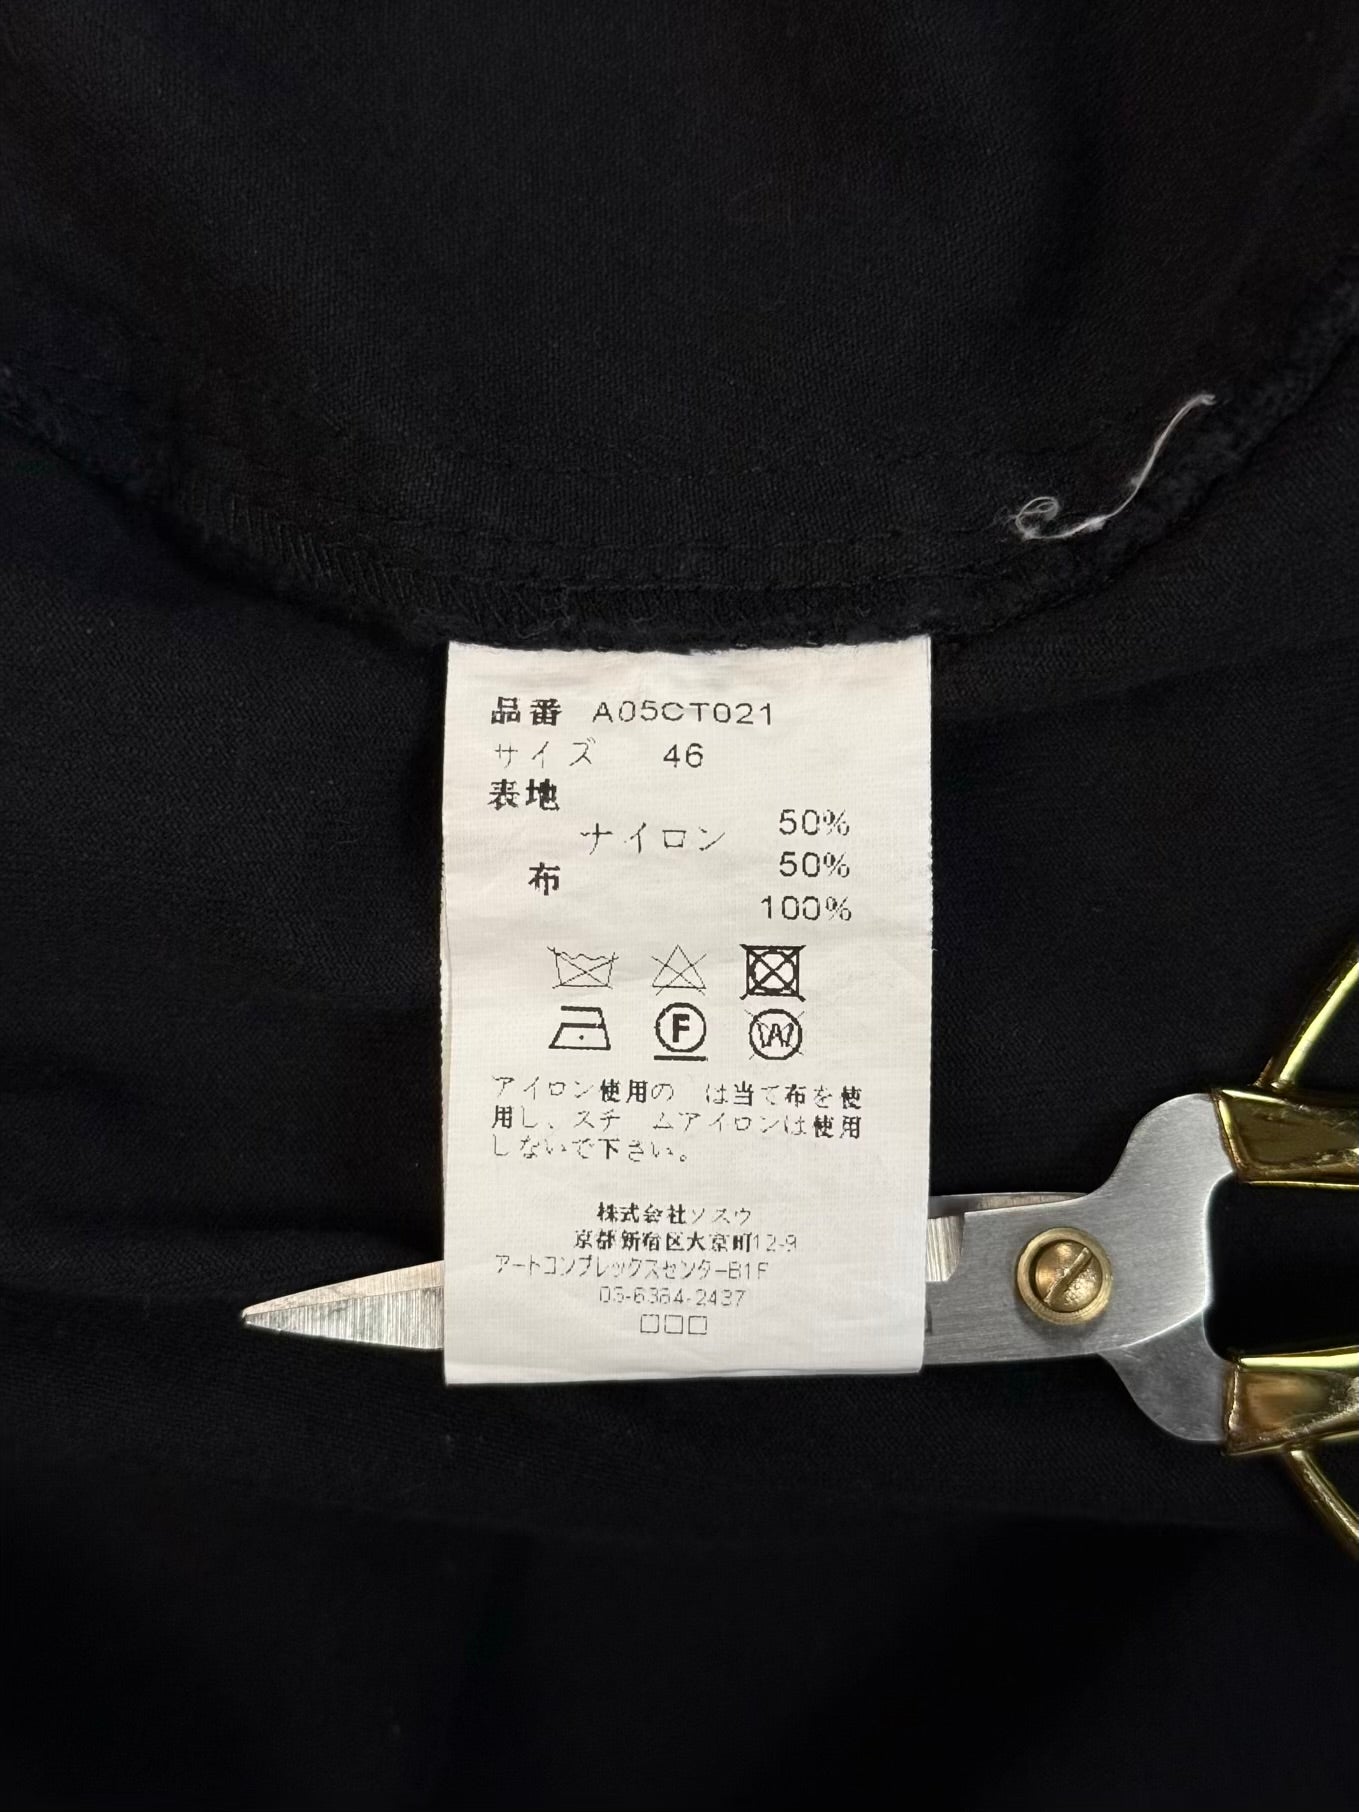 品番 A05CT021
サイズ 46
表地
50%
ナイロン 50%
布 100%
F
W
アイロン使用の は当て布を使
用し、スチ ムアイロンは使用
しないで下さい。
株式会社ソスウ
京都新宿区大京町12-9
アートコンプレックスセンターB1F
03-6384-2437
□□□